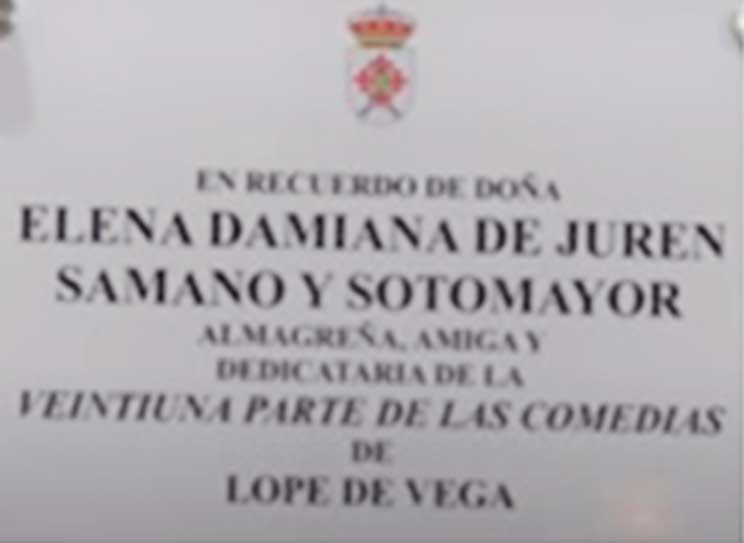 EN RECUERDO DE DOÑA
ELENA DAMIANA DE JUREN
SAMANO Y SOTOMAYOR
ALMAGREÑA, AMIGA Y
DEDICATARIA DE LA
VEINTIUNA PARTE DE LAS COMEDIAS
DE
LOPE DE VEGA